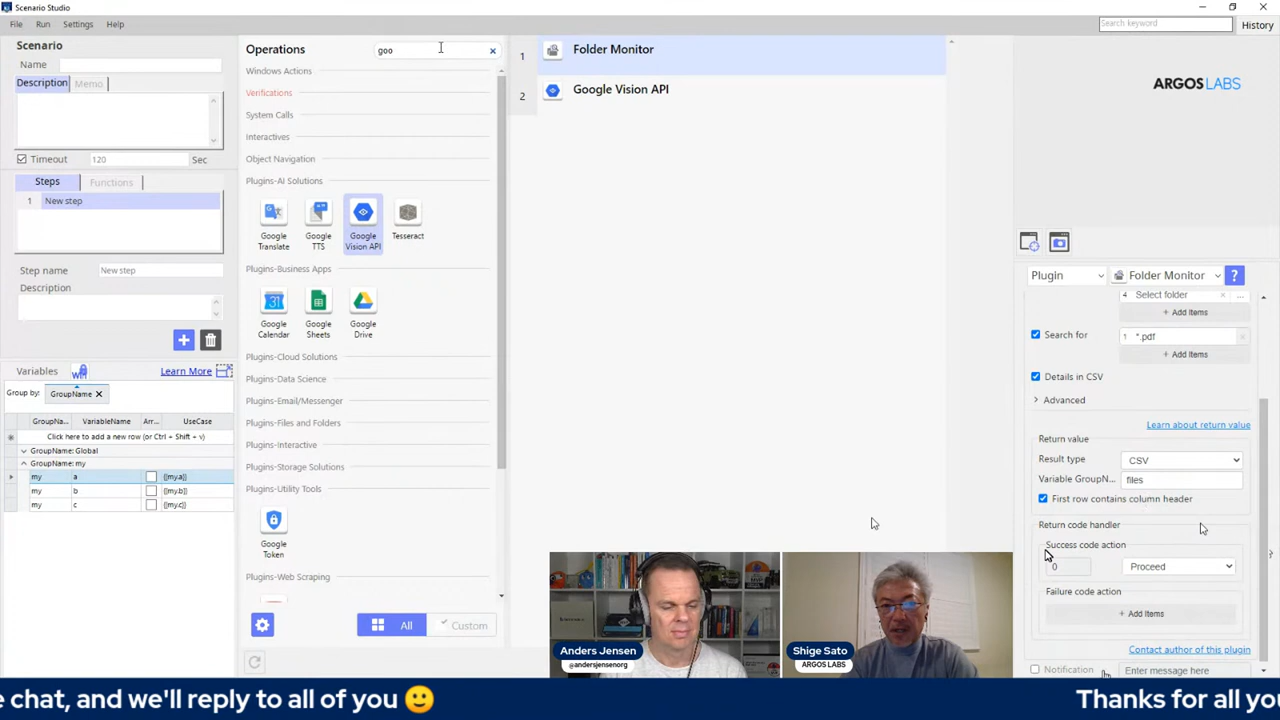 Scenario Studio
File Run Settings Help
Search keyword
History
Scenario
Name
Description Memo
Timeout 120 Sec
Steps Functions
1 New step
Step name New step
Description
Variables Learn More
Group by: GroupName
GroupNa... VariableName Arr... UseCase
Click here to add a new row (or Ctrl + Shift + v)
GroupName: Global
GroupName: my
my a {{my.a}}
my b {{my.b}}
my c {{my.c}}
Operations goo
Windows Actions
Verifications
System Calls
Interactives
Object Navigation
Plugins-AI Solutions
Google Translate
Google TTS
Google Vision API
Tesseract
Plugins-Business Apps
Google Calendar
Google Sheets
Google Drive
Plugins-Cloud Solutions
Plugins-Data Science
Plugins-Email/Messenger
Plugins-Files and Folders
Plugins-Interactive
Plugins-Storage Solutions
Plugins-Utility Tools
Google Token
Plugins-Web Scraping
All Custom
1 Folder Monitor
2 Google Vision API
ARGOS LABS
Plugin Folder Monitor ?
4 Select folder ...
+ Add Items
Search for 1 *.pdf
+ Add Items
Details in CSV
Advanced
Learn about return value
Return value
Result type CSV
Variable GroupN... files
First row contains column header
Return code handler
Success code action
0 Proceed
Failure code action
+ Add Items
Contact author of this plugin
Notification Enter message here
Anders Jensen
@andersjensenorg
Shige Sato
ARGOS LABS
e chat, and we'll reply to all of you 🙂 Thanks for all you